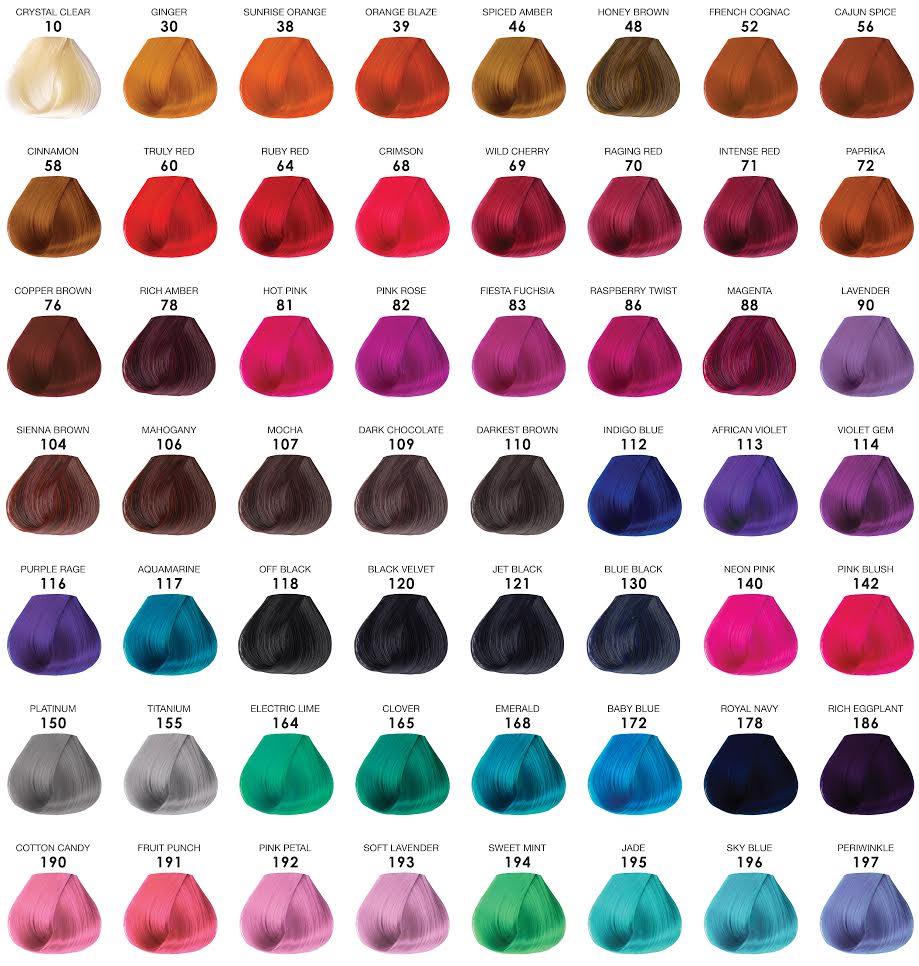 CRYSTAL CLEAR GINGER SUNRISE ORANGE ORANGE BLAZE SPICED AMBER HONEY BROWN FRENCH COGNAC CAJUN SPICE
10 30 38 39 46 48 52 56
CINNAMON TRULY RED RUBY RED CRIMSON WILD CHERRY RAGING RED INTENSE RED PAPRIKA
58 60 64 68 69 70 71 72
COPPER BROWN RICH AMBER HOT PINK PINK ROSE FIESTA FUCHSIA RASPBERRY TWIST MAGENTA LAVENDER
76 78 81 82 83 86 88 90
SIENNA BROWN MAHOGANY MOCHA DARK CHOCOLATE DARKEST BROWN INDIGO BLUE AFRICAN VIOLET VIOLET GEM
104 106 107 109 110 112 113 114
PURPLE RAGE AQUAMARINE OFF BLACK BLACK VELVET JET BLACK BLUE BLACK NEON PINK PINK BLUSH
116 117 118 120 121 130 140 142
PLATINUM TITANIUM ELECTRIC LIME CLOVER EMERALD BABY BLUE ROYAL NAVY RICH EGGPLANT
150 155 164 165 168 172 178 186
COTTON CANDY FRUIT PUNCH PINK PETAL SOFT LAVENDER SWEET MINT JADE SKY BLUE PERIWINKLE
190 191 192 193 194 195 196 197